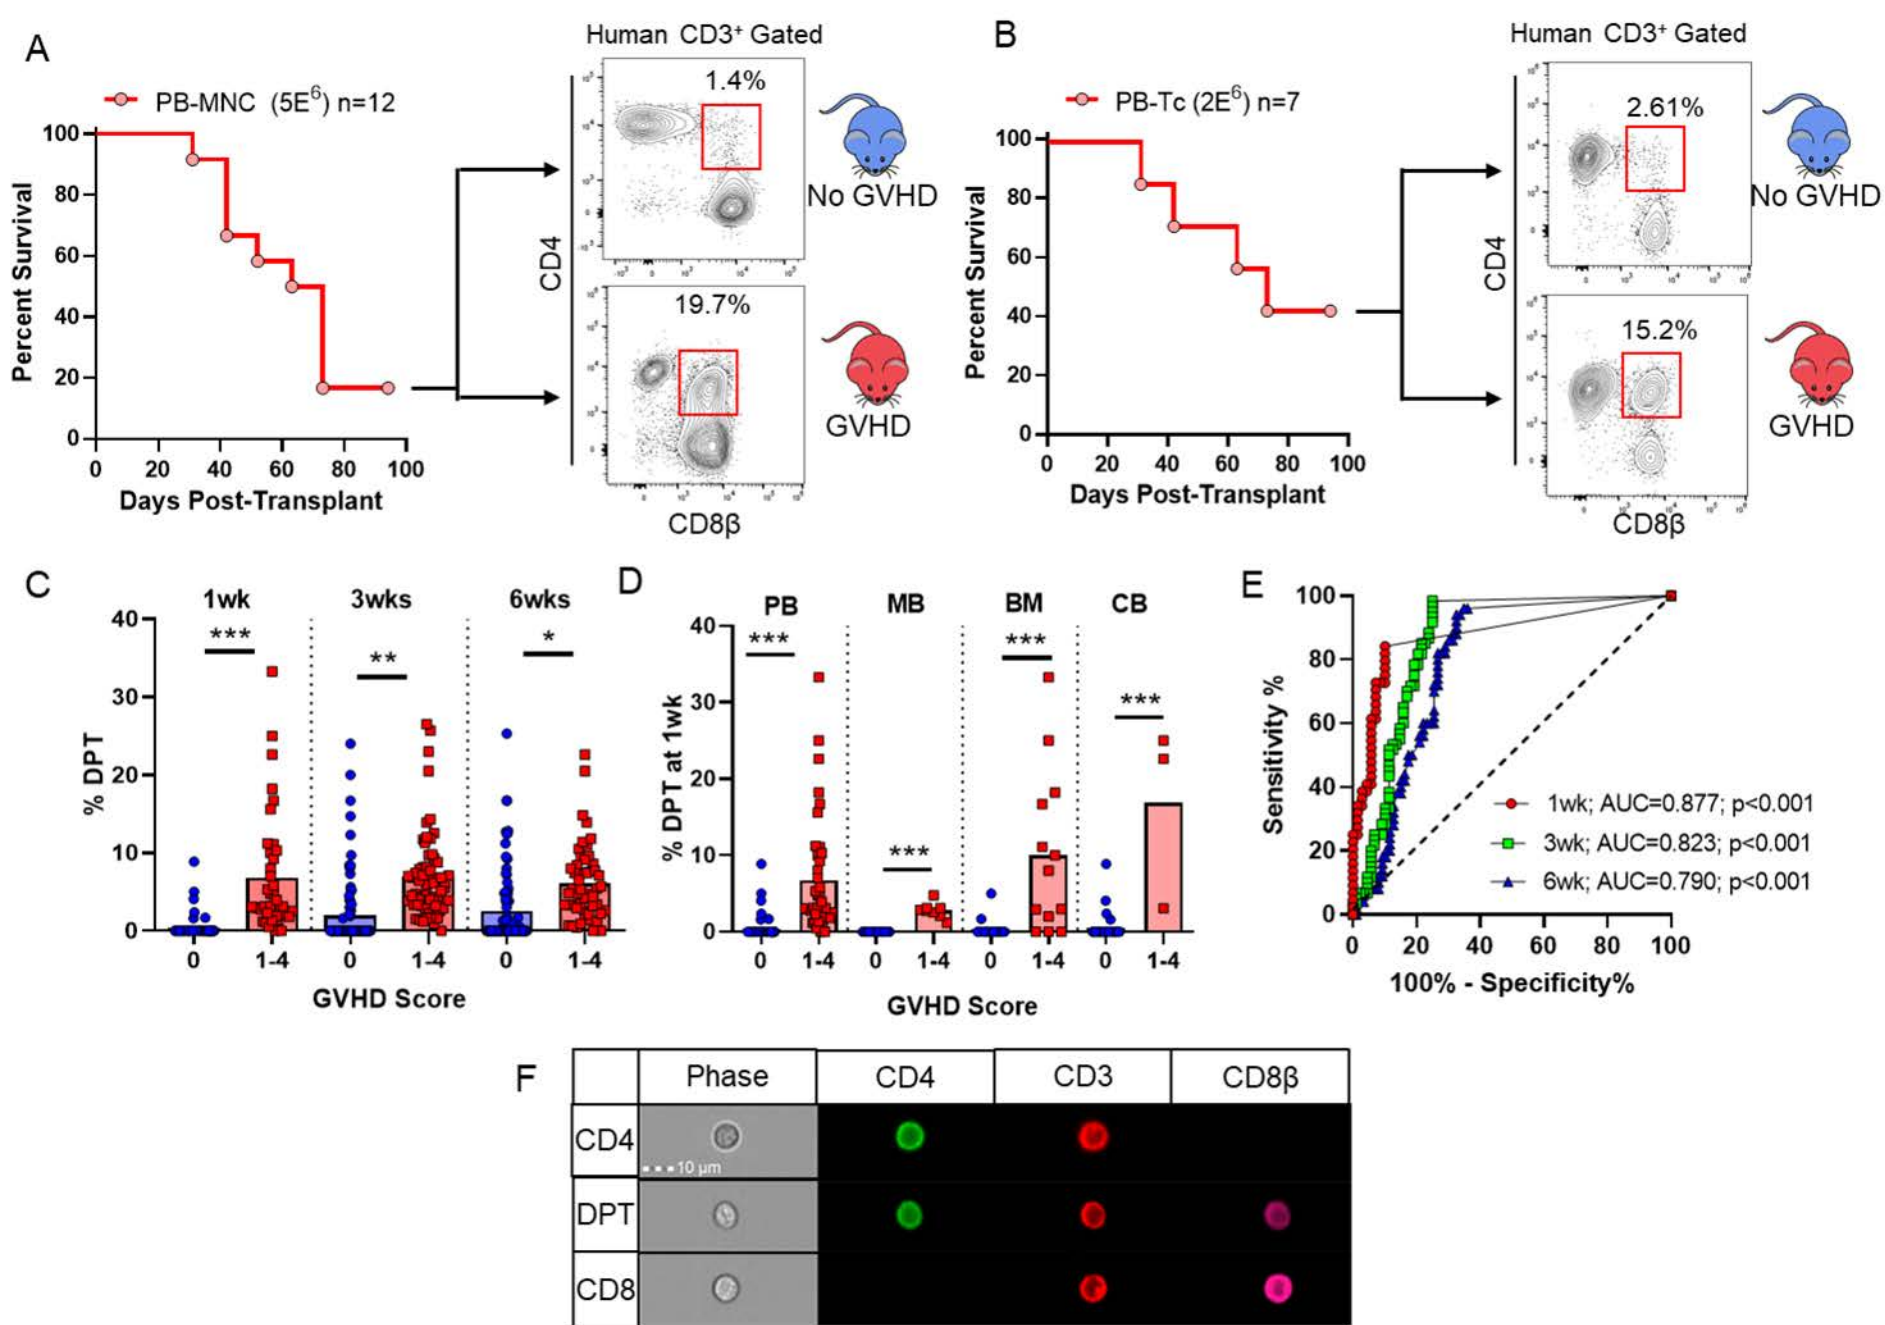 A
PB-MNC (5E⁶) n=12
Percent Survival
100
80
60
40
20
0
0 20 40 60 80 100
Days Post-Transplant
Human CD3⁺ Gated
1.4%
No GVHD
CD4
19.7%
GVHD
CD8β
B
PB-Tc (2E⁶) n=7
Percent Survival
100
80
60
40
20
0
0 20 40 60 80 100
Days Post-Transplant
Human CD3⁺ Gated
2.61%
No GVHD
CD4
15.2%
GVHD
CD8β
C
1wk 3wks 6wks
*** ** *
% DPT
40
30
20
10
0
0 1-4 0 1-4 0 1-4
GVHD Score
D
PB MB BM CB
*** *** *** ***
% DPT at 1wk
40
30
20
10
0
0 1-4 0 1-4 0 1-4 0 1-4
GVHD Score
E
Sensitivity %
100
80
60
40
20
0
1wk; AUC=0.877; p<0.001
3wk; AUC=0.823; p<0.001
6wk; AUC=0.790; p<0.001
0 20 40 60 80 100
100% - Specificity%
F
Phase CD4 CD3 CD8β
CD4
10 μm
DPT
CD8